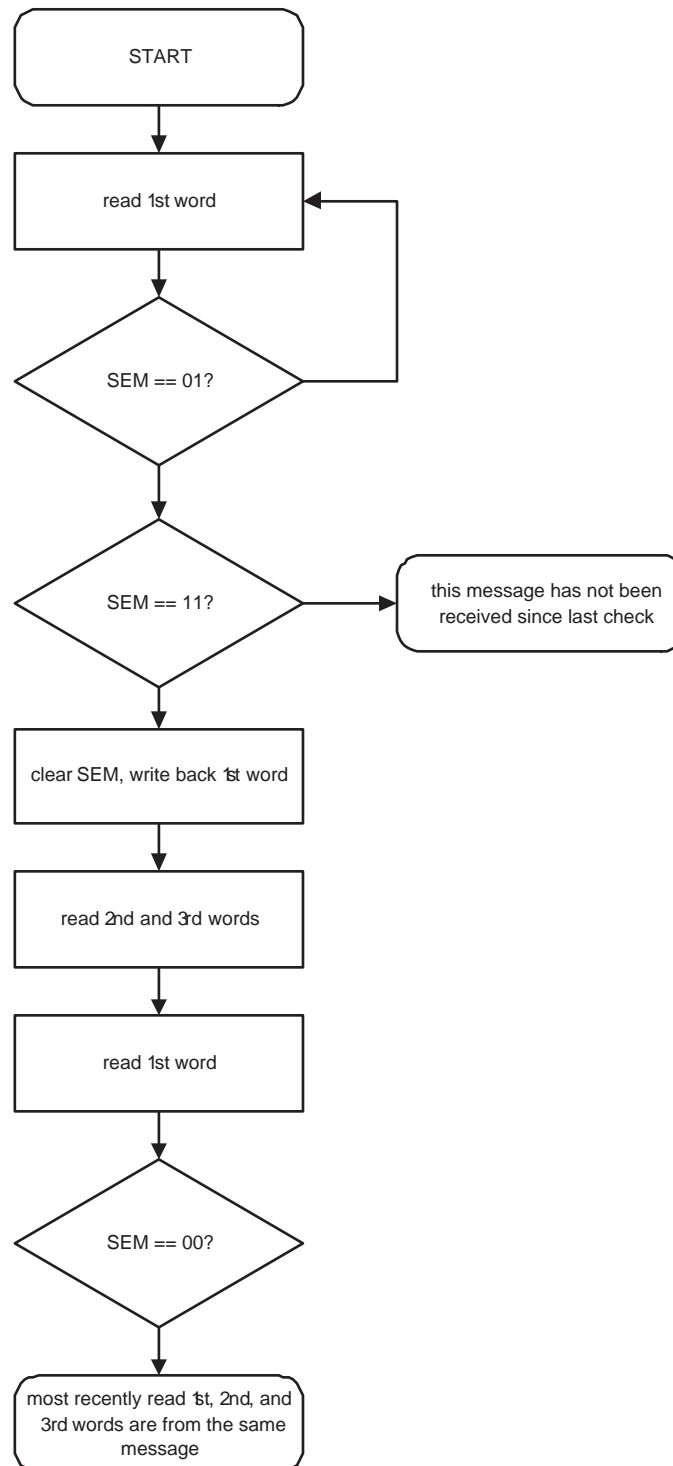 START
read 1st word
SEM == 01?
SEM == 11?
this message has not been
received since last check
clear SEM, write back 1st word
read 2nd and 3rd words
read 1st word
SEM == 00?
most recently read 1st, 2nd, and
3rd words are from the same
message